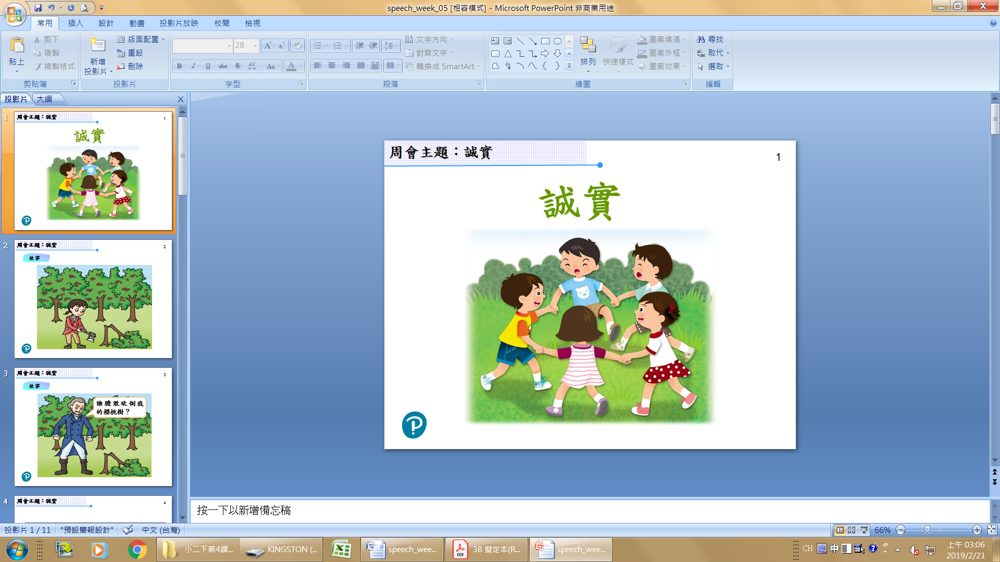 speech_week_05 [相容模式] - Microsoft PowerPoint 非商業用途
常用 插入 設計 動畫 投影片放映 校閱 檢視
貼上
剪下
複製
複製格式
剪貼簿
新增
投影片
版面配置
重設
刪除
投影片
28
字型
文字方向
對齊文字
轉換成 SmartArt
段落
排列
快速樣式
圖案填滿
圖案外框
圖案效果
繪圖
尋找
取代
選取
編輯
投影片 大綱
1
周會主題：誠實
1
誠實
2
周會主題：誠實
2
故事
3
周會主題：誠實
3
故事
誰膽敢砍倒我
的櫻桃樹？
4
周會主題：誠實
4
周會主題：誠實
1
誠實
按一下以新增備忘稿
投影片 1 / 11 "預設簡報設計" 中文 (台灣)
66%
小二下第4課...
KINGSTON (...
speech_wee...
3B 擬定本(R...
speech_wee...
CH
中
上午 03:06
2019/2/21